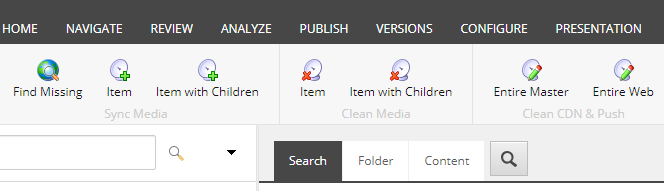 HOME NAVIGATE REVIEW ANALYZE PUBLISH VERSIONS CONFIGURE PRESENTATION
Find Missing Item Item with Children Item Item with Children Entire Master Entire Web
Sync Media Clean Media Clean CDN & Push
Search Folder Content